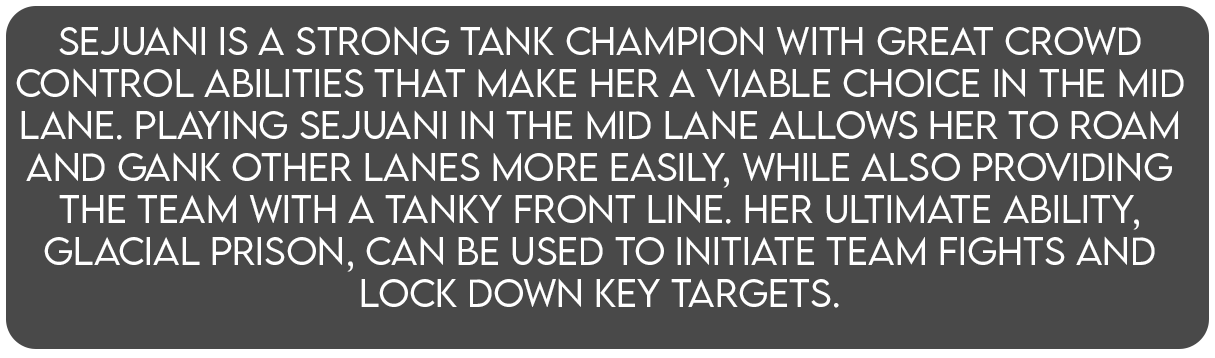 SEJUANI IS A STRONG TANK CHAMPION WITH GREAT CROWD
CONTROL ABILITIES THAT MAKE HER A VIABLE CHOICE IN THE MID
LANE. PLAYING SEJUANI IN THE MID LANE ALLOWS HER TO ROAM
AND GANK OTHER LANES MORE EASILY, WHILE ALSO PROVIDING
THE TEAM WITH A TANKY FRONT LINE. HER ULTIMATE ABILITY,
GLACIAL PRISON, CAN BE USED TO INITIATE TEAM FIGHTS AND
LOCK DOWN KEY TARGETS.